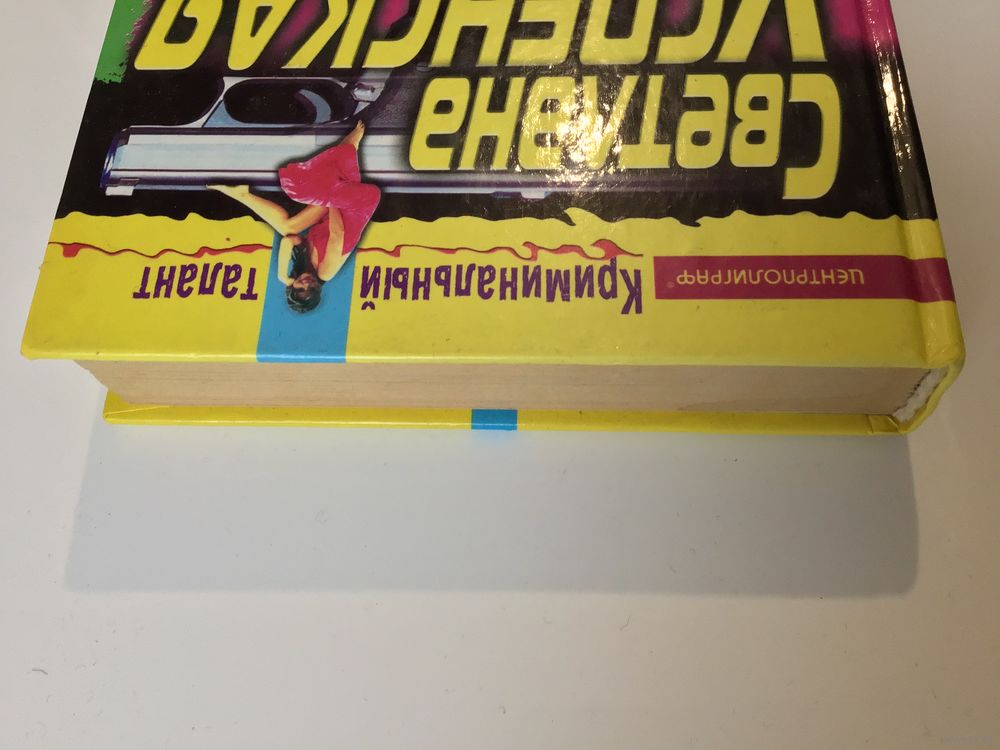 ЦЕНТРПОЛИГРАФ®
Криминальный талант
Светлана
УСПЕНСКАЯ